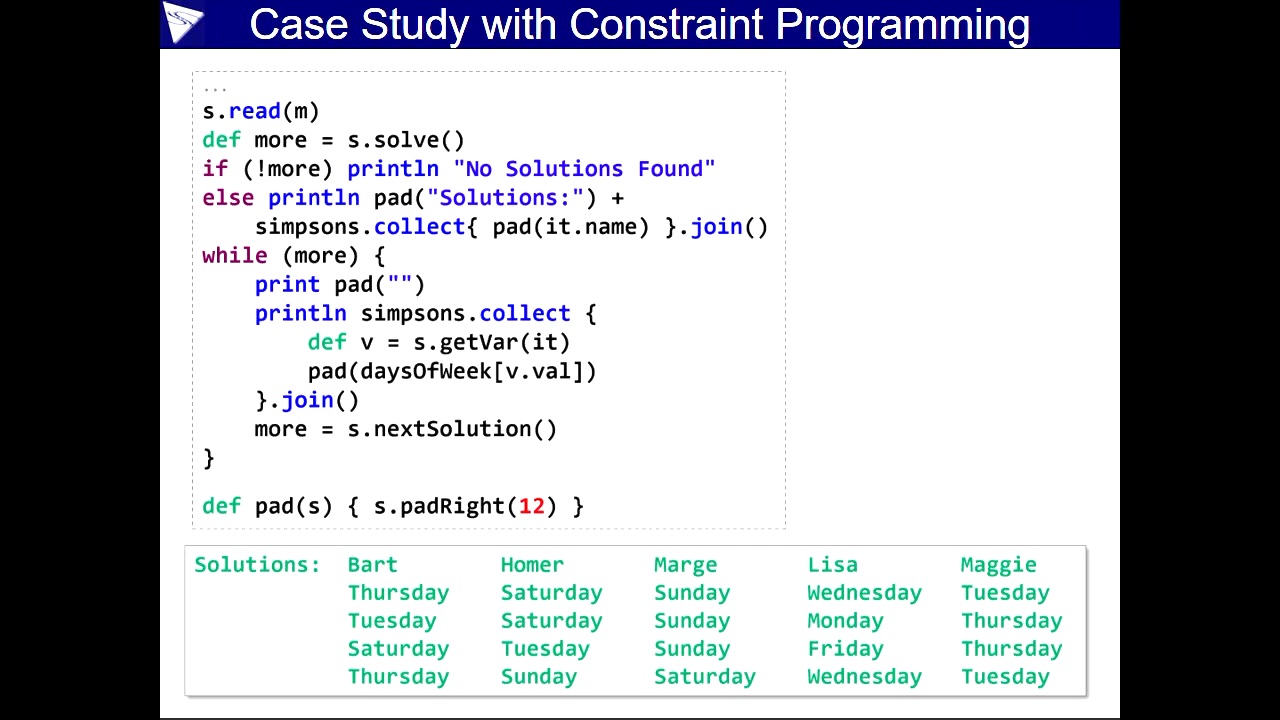 Case Study with Constraint Programming
...
s.read(m)
def more = s.solve()
if (!more) println "No Solutions Found"
else println pad("Solutions:") +
    simpsons.collect{ pad(it.name) }.join()
while (more) {
    print pad("")
    println simpsons.collect {
        def v = s.getVar(it)
        pad(daysOfWeek[v.val])
    }.join()
    more = s.nextSolution()
}
def pad(s) { s.padRight(12) }
Solutions: Bart Homer Marge Lisa Maggie
Thursday Saturday Sunday Wednesday Tuesday
Tuesday Saturday Sunday Monday Thursday
Saturday Tuesday Sunday Friday Thursday
Thursday Sunday Saturday Wednesday Tuesday